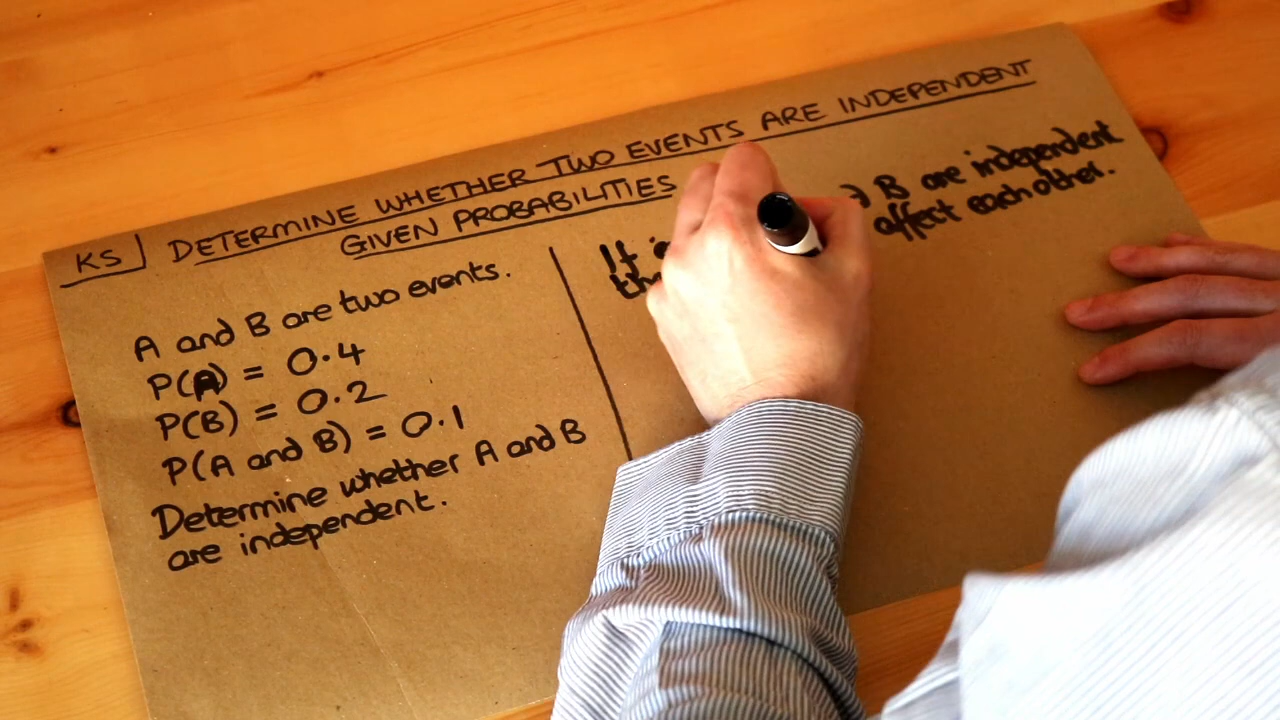 DETERMINE WHETHER TWO EVENTS ARE INDEPENDENT
KS GIVEN PROBABILITIES
A and B are two events.
P(A) = 0.4
P(B) = 0.2
P(A and B) = 0.1
Determine whether A and B
are independent.
If B are independent
affect each other.